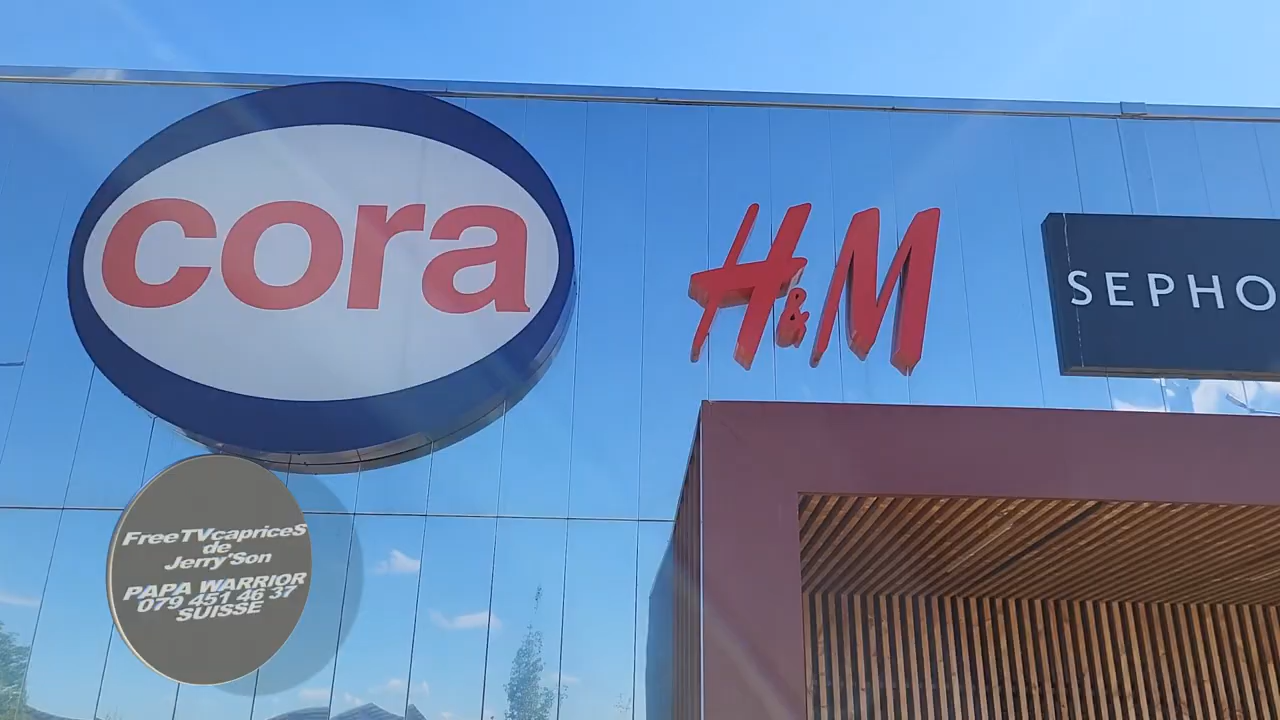 cora
H&M
SEPHO
FreeTVcapriceS
de
Jerry'Son
PAPA WARRIOR
079 451 46 37
SUISSE